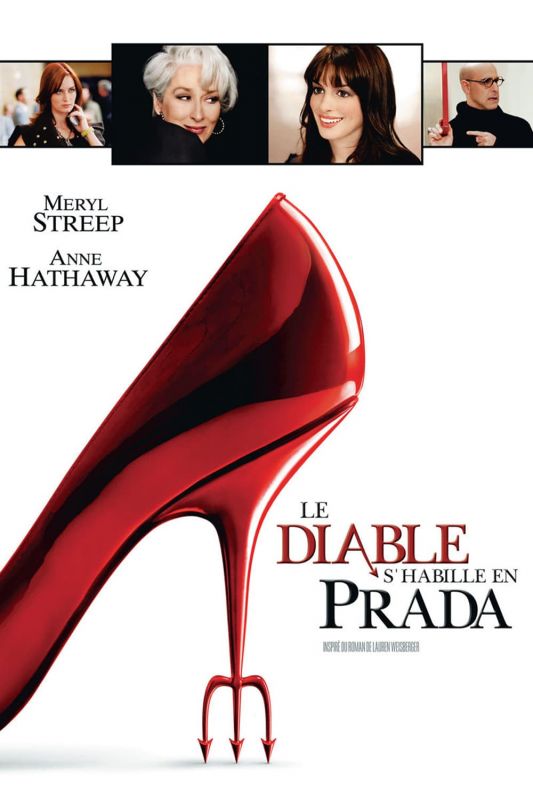 MERYL
STREEP
ANNE
HATHAWAY
LE
DIABLE
S'HABILLE EN
PRADA
INSPIRÉ DU ROMAN DE LAUREN WEISBERGER